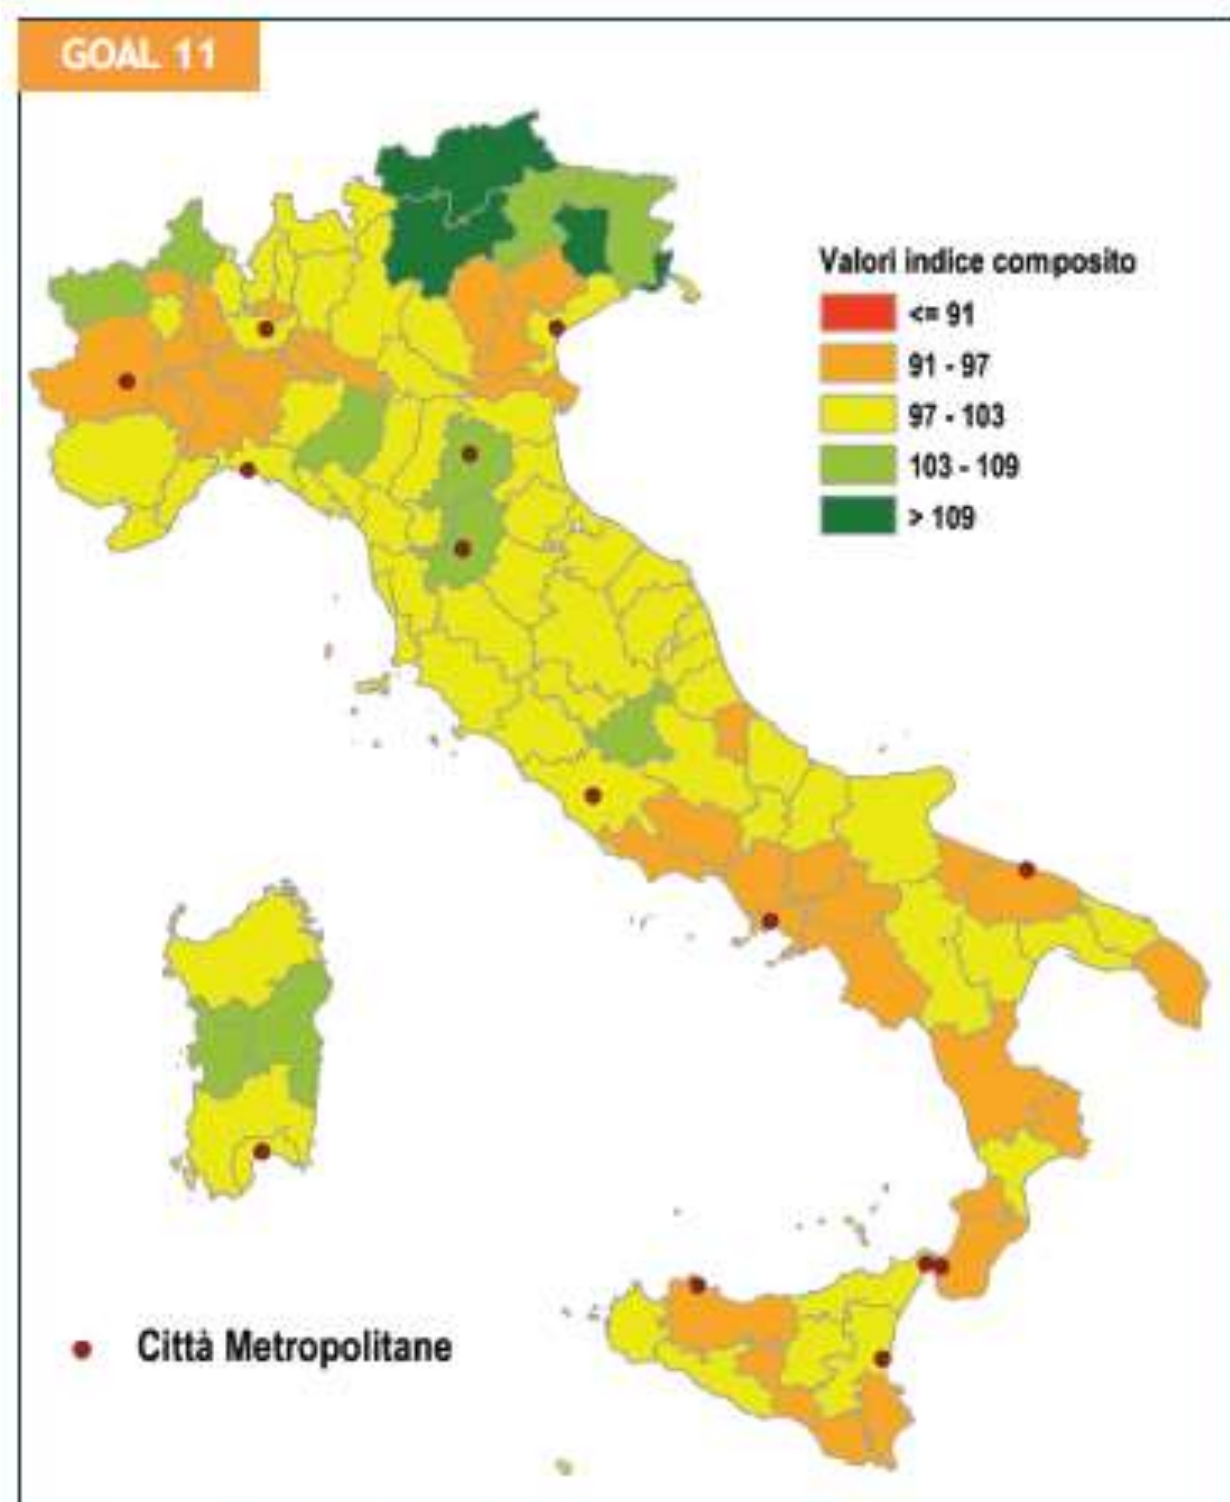 GOAL 11
Valori indice composito
<= 91
91 - 97
97 - 103
103 - 109
> 109
Città Metropolitane